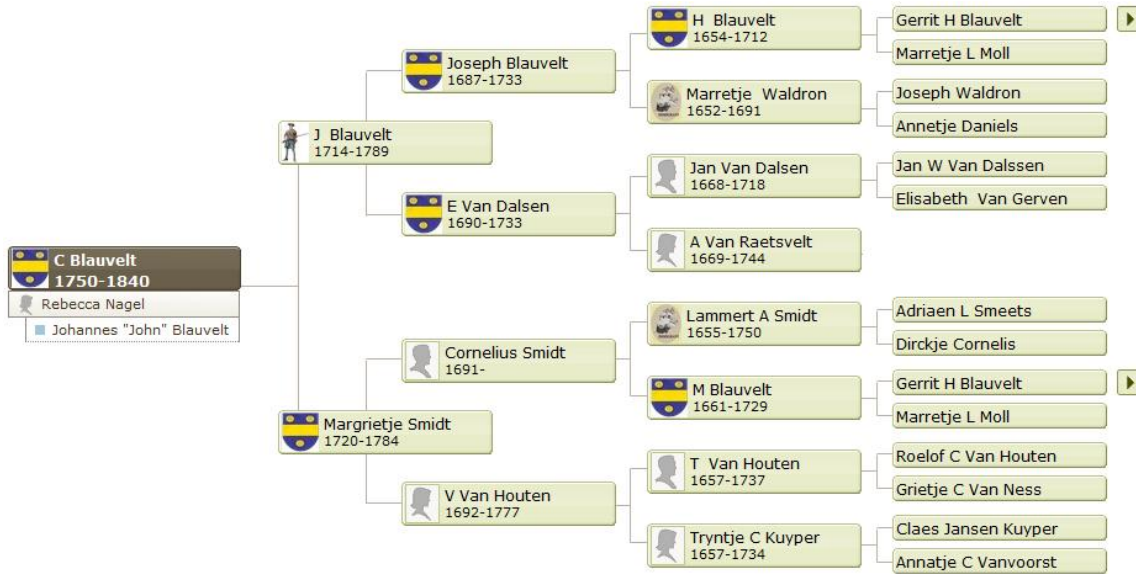 C Blauvelt
1750-1840
Rebecca Nagel
Johannes "John" Blauvelt
J Blauvelt
1714-1789
Margrietje Smidt
1720-1784
Joseph Blauvelt
1687-1733
E Van Dalsen
1690-1733
Cornelius Smidt
1691-
V Van Houten
1692-1777
H Blauvelt
1654-1712
Marretje Waldron
1652-1691
Jan Van Dalsen
1668-1718
A Van Raetsvelt
1669-1744
Lammert A Smidt
1655-1750
M Blauvelt
1661-1729
T Van Houten
1657-1737
Tryntje C Kuyper
1657-1734
Gerrit H Blauvelt
Marretje L Moll
Joseph Waldron
Annetje Daniels
Jan W Van Dalssen
Elisabeth Van Gerven
Adriaen L Smeets
Dirckje Cornelis
Gerrit H Blauvelt
Marretje L Moll
Roelof C Van Houten
Grietje C Van Ness
Claes Jansen Kuyper
Annatje C Vanvoorst